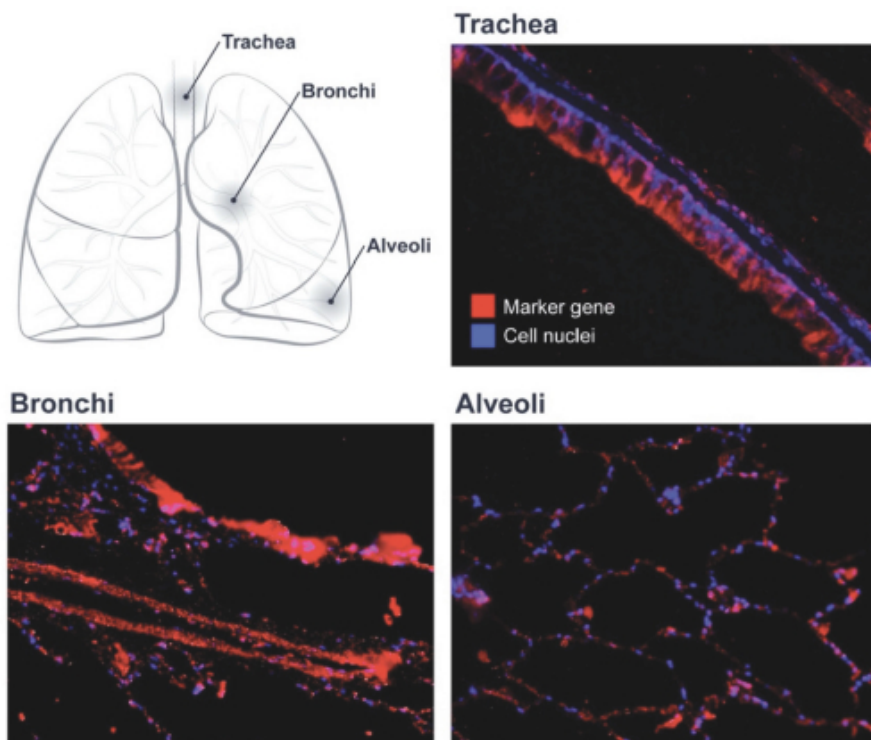 Trachea
Bronchi
Alveoli
Trachea
Marker gene
Cell nuclei
Bronchi
Alveoli